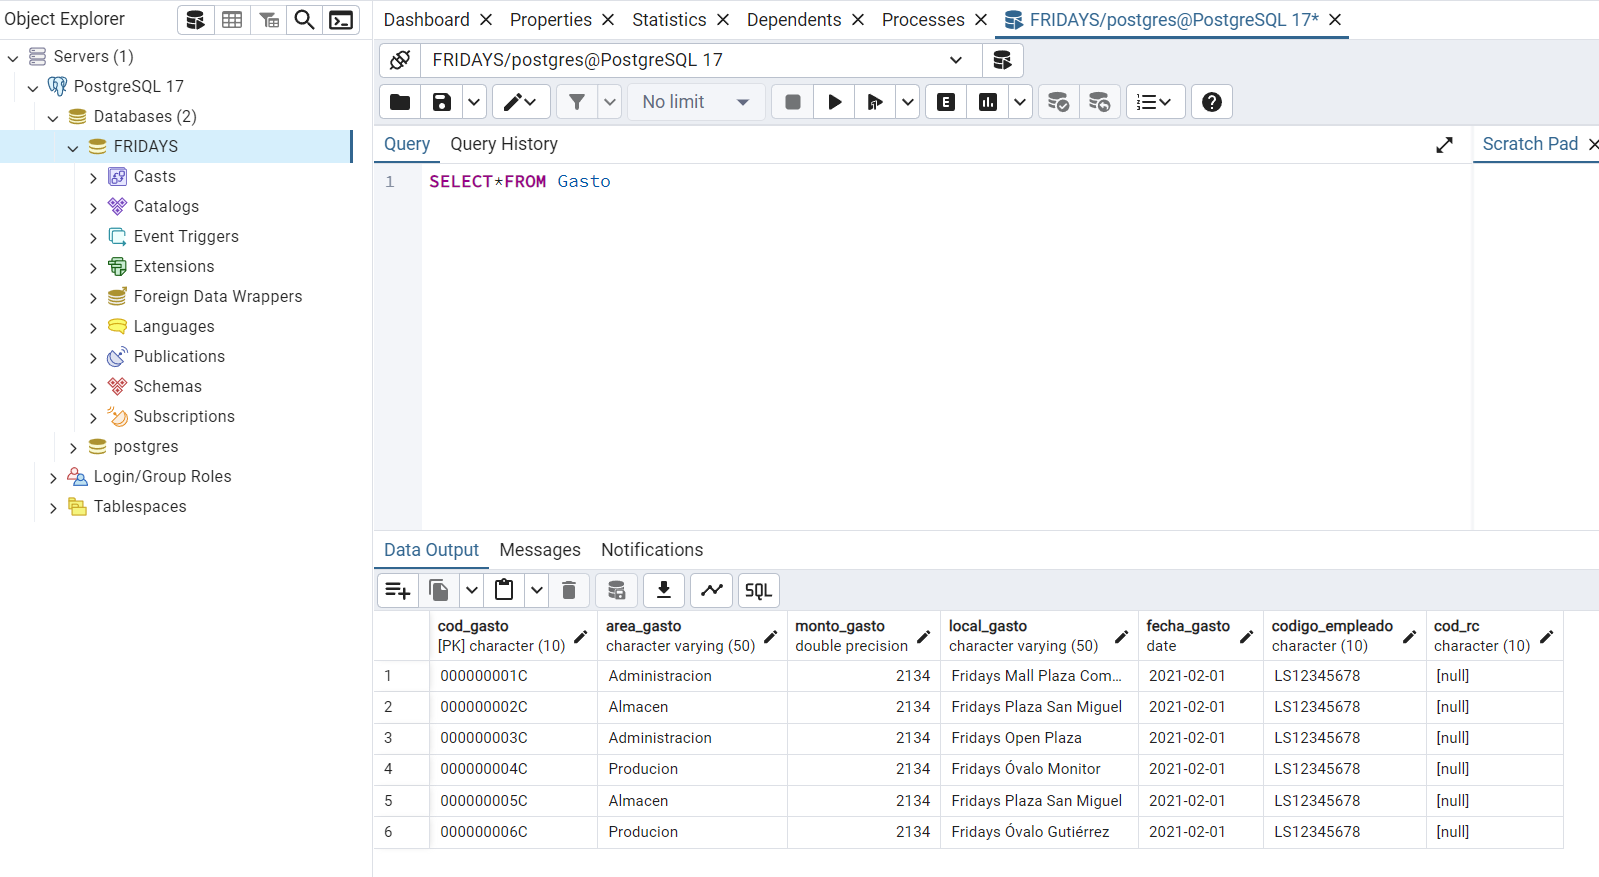 Object Explorer
Servers (1)
PostgreSQL 17
Databases (2)
FRIDAYS
Casts
Catalogs
Event Triggers
Extensions
Foreign Data Wrappers
Languages
Publications
Schemas
Subscriptions
postgres
Login/Group Roles
Tablespaces
Dashboard Properties Statistics Dependents Processes FRIDAYS/postgres@PostgreSQL 17*
FRIDAYS/postgres@PostgreSQL 17
No limit E
Query Query History Scratch Pad
1 SELECT*FROM Gasto
Data Output Messages Notifications
SQL
cod_gasto area_gasto monto_gasto local_gasto fecha_gasto codigo_empleado cod_rc
[PK] character (10) character varying (50) double precision character varying (50) date character (10) character (10)
1 000000001C Administracion 2134 Fridays Mall Plaza Com... 2021-02-01 LS12345678 [null]
2 000000002C Almacen 2134 Fridays Plaza San Miguel 2021-02-01 LS12345678 [null]
3 000000003C Administracion 2134 Fridays Open Plaza 2021-02-01 LS12345678 [null]
4 000000004C Producion 2134 Fridays Óvalo Monitor 2021-02-01 LS12345678 [null]
5 000000005C Almacen 2134 Fridays Plaza San Miguel 2021-02-01 LS12345678 [null]
6 000000006C Producion 2134 Fridays Óvalo Gutiérrez 2021-02-01 LS12345678 [null]